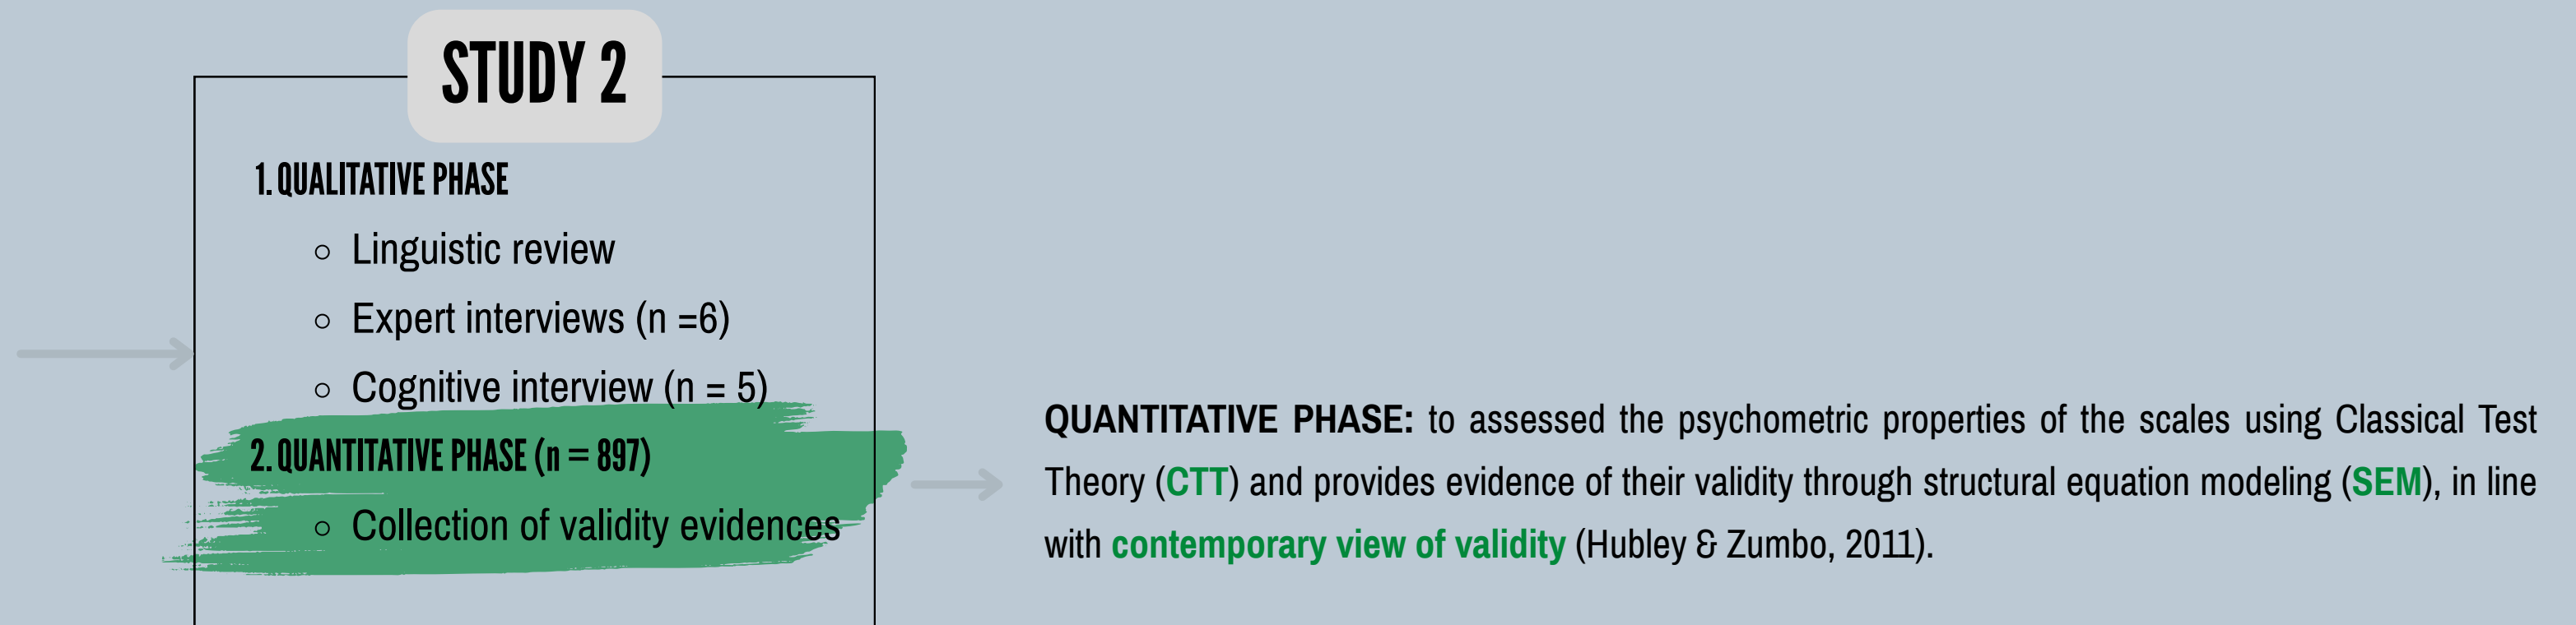 STUDY 2
1. QUALITATIVE PHASE
Linguistic review
Expert interviews (n =6)
Cognitive interview (n = 5)
2. QUANTITATIVE PHASE (n = 897)
Collection of validity evidences
QUANTITATIVE PHASE: to assessed the psychometric properties of the scales using Classical Test
Theory (CTT) and provides evidence of their validity through structural equation modeling (SEM), in line
with contemporary view of validity (Hubley & Zumbo, 2011).